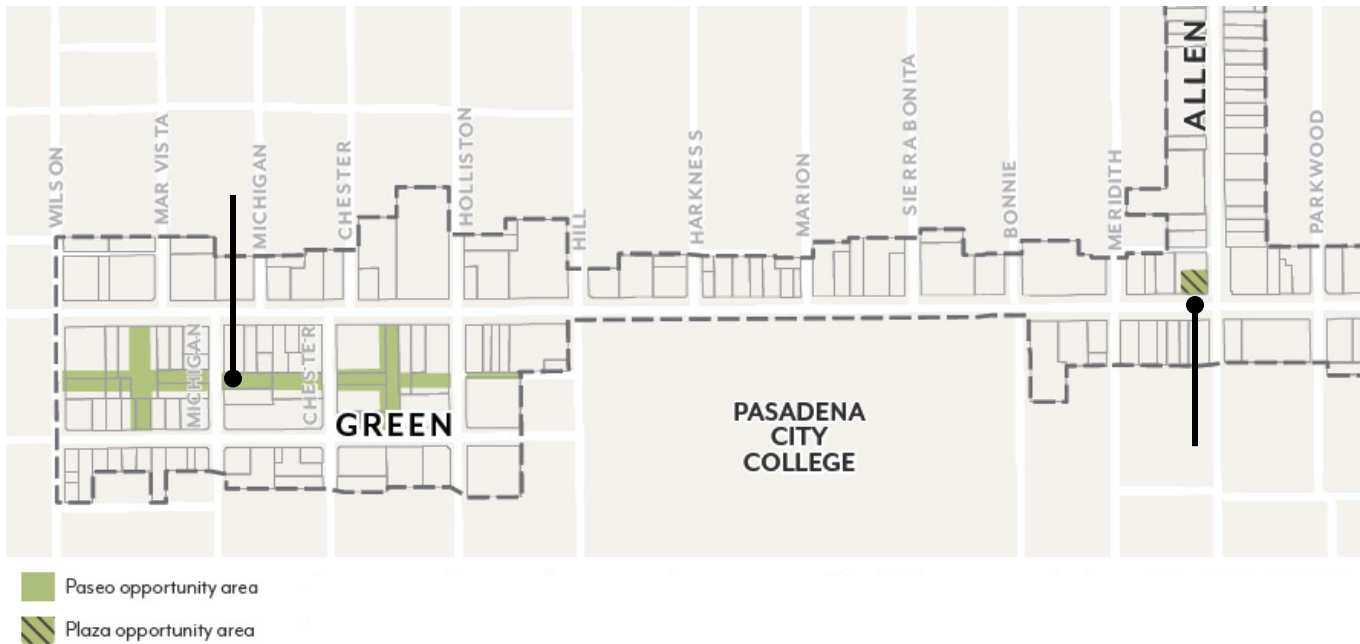 WILSON
MAR VISTA
MICHIGAN
CHESTER
HOLLISTON
HILL
HARKNESS
MARION
SIERRA BONITA
BONNIE
MERIDITH
ALLEN
PARKWOOD
MICHIGAN
CHESTER
GREEN
PASADENA
CITY
COLLEGE
Paseo opportunity area
Plaza opportunity area